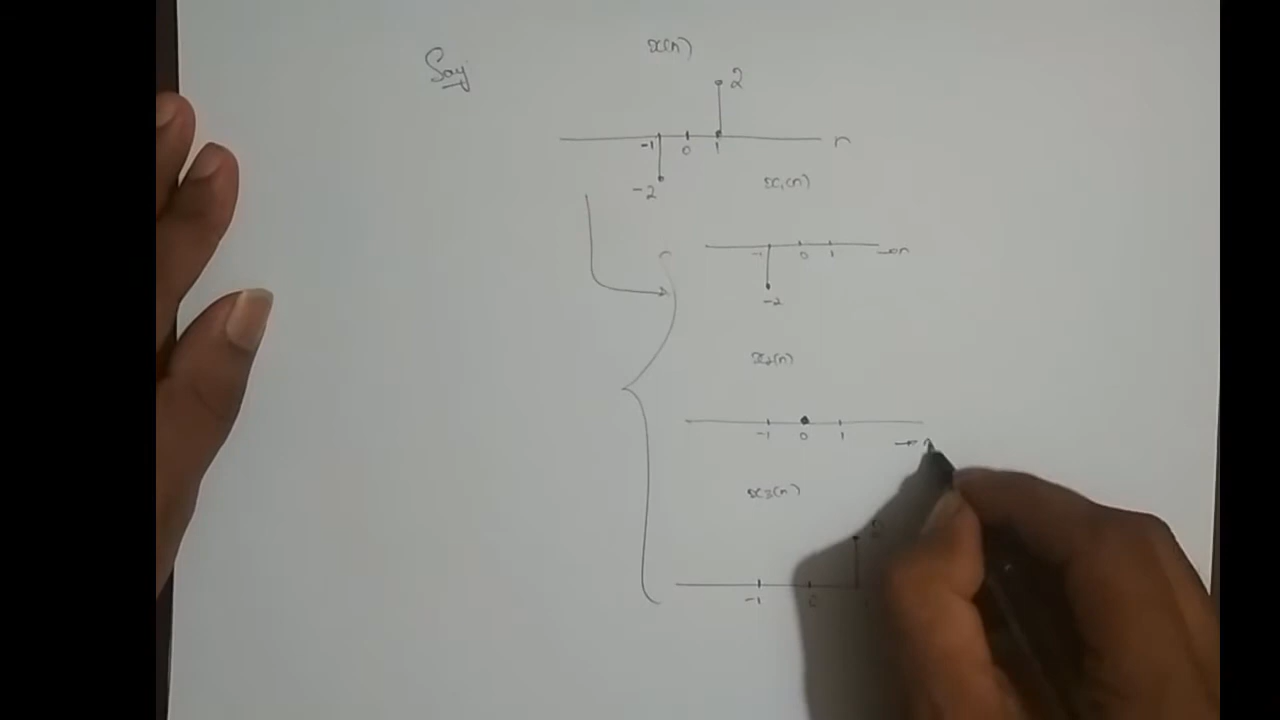 x(n)
Say
2
-1 0 1 n
-2
x₁(n)
-1 0 1 →n
-2
x₂(n)
-1 0 1
x₃(n)
-1 0